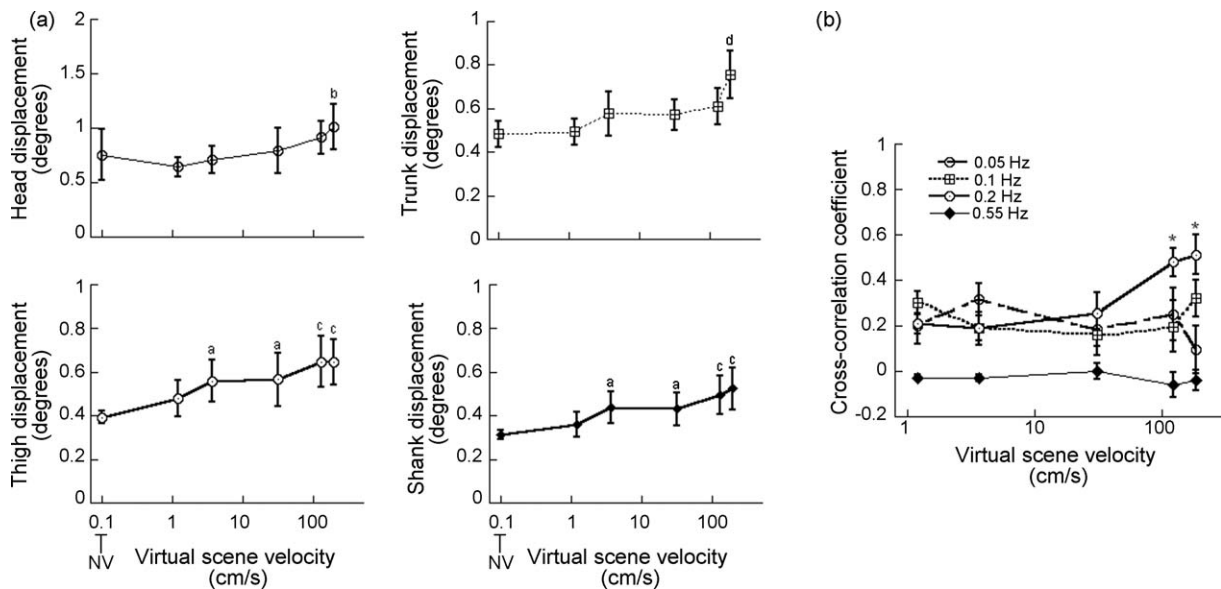 (a)
2
1.5
1
0.5
0
Head displacement
(degrees)
b
1
0.8
0.6
0.4
0.2
0
Trunk displacement
(degrees)
d
1
0.8
0.6
0.4
0.2
0
Thigh displacement
(degrees)
a
a
c c
0.1 1 10 100
NV
Virtual scene velocity
(cm/s)
1
0.8
0.6
0.4
0.2
0
Shank displacement
(degrees)
a
a
c c
0.1 1 10 100
NV
Virtual scene velocity
(cm/s)
(b)
1
0.8
0.6
0.4
0.2
0
-0.2
Cross-correlation coefficient
0.05 Hz
0.1 Hz
0.2 Hz
0.55 Hz
* *
1 10 100
Virtual scene velocity
(cm/s)